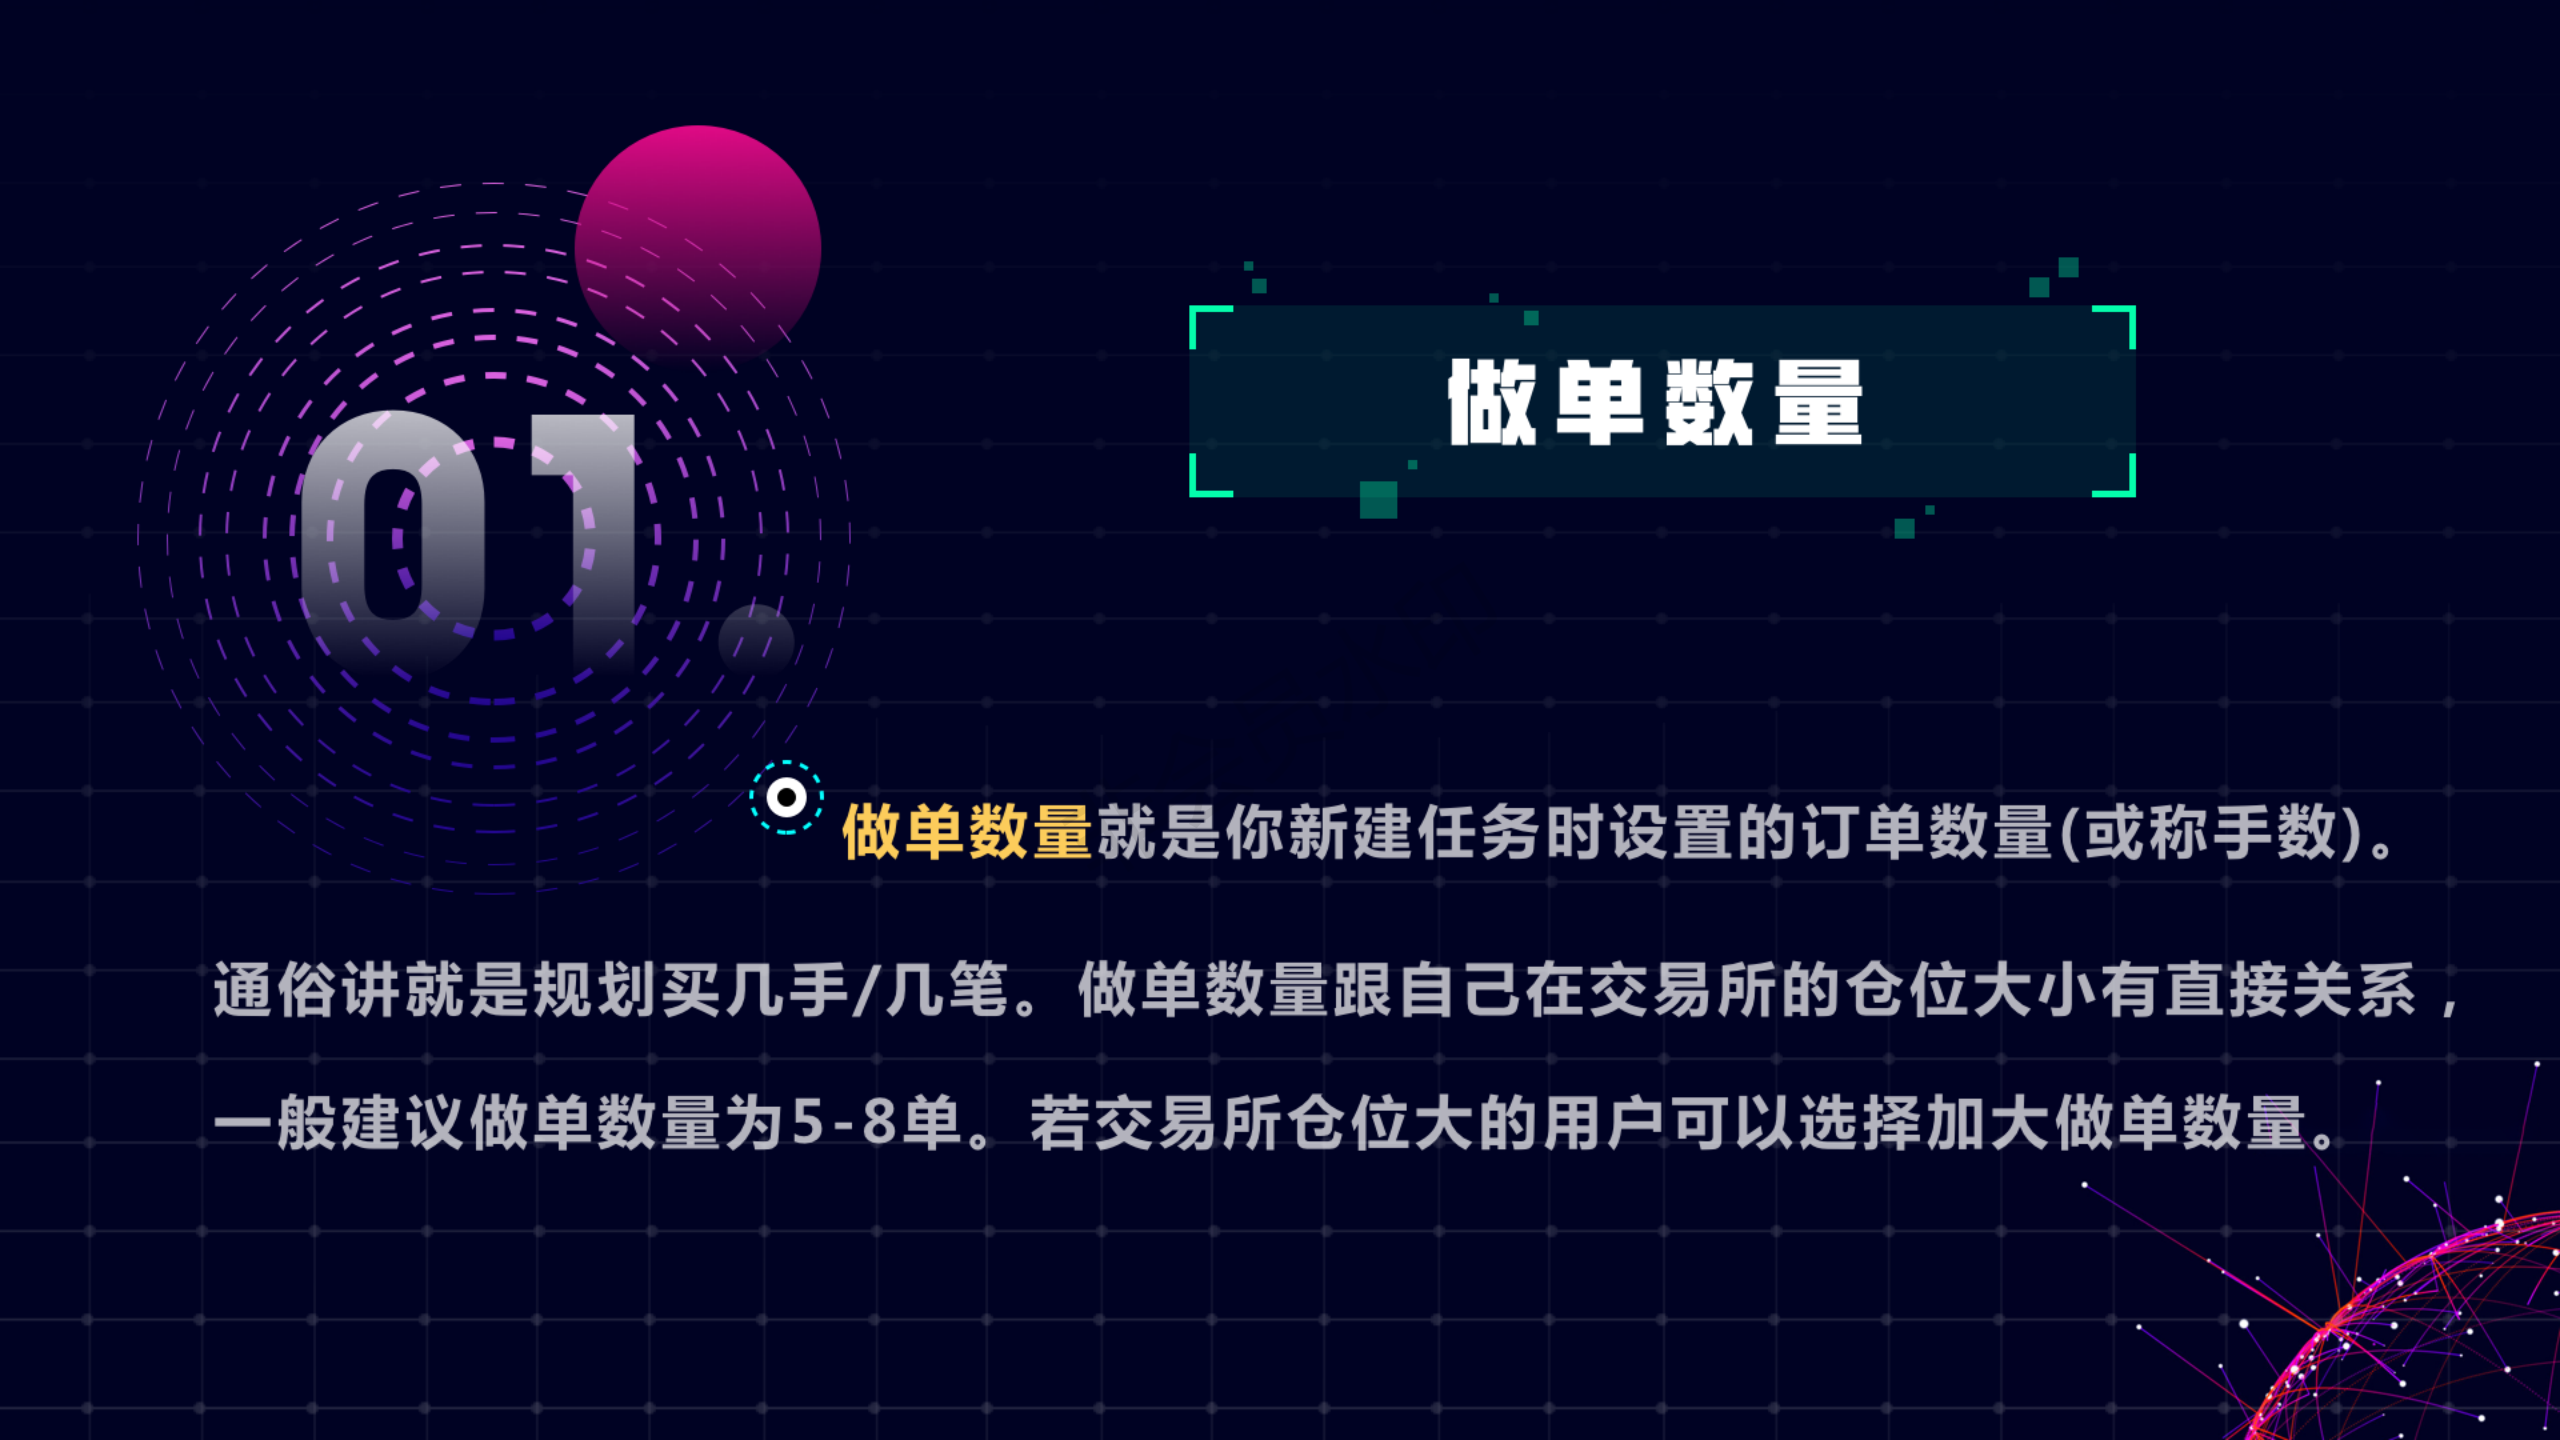 01
做单数量
做单数量就是你新建任务时设置的订单数量(或称手数)。
通俗讲就是规划买几手/几笔。做单数量跟自己在交易所的仓位大小有直接关系，
一般建议做单数量为5-8单。若交易所仓位大的用户可以选择加大做单数量。